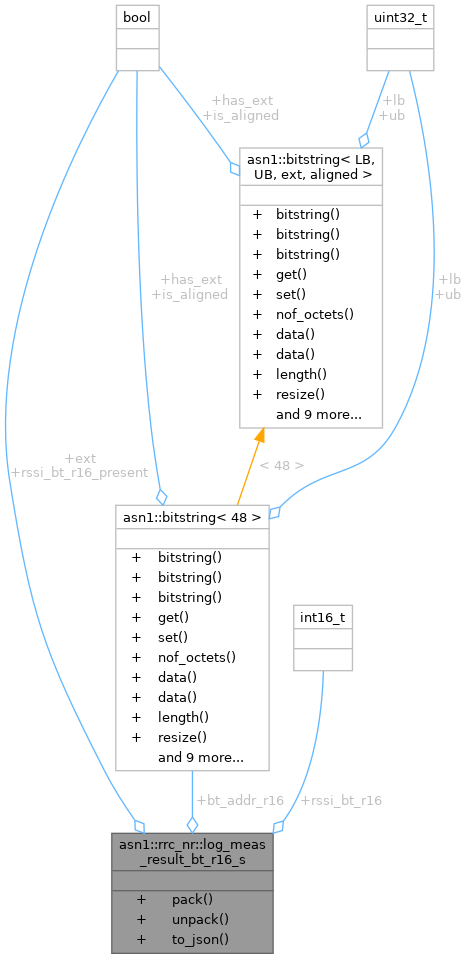 bool
uint32_t
+has_ext
+is_aligned
+lb
+ub
asn1::bitstring< LB,
UB, ext, aligned >
+ bitstring()
+ bitstring()
+ bitstring()
+ get()
+ set()
+ nof_octets()
+ data()
+ data()
+ length()
+ resize()
and 9 more...
+has_ext
+is_aligned
+lb
+ub
+ext
+rssi_bt_r16_present
< 48 >
asn1::bitstring< 48 >
+ bitstring()
+ bitstring()
+ bitstring()
+ get()
+ set()
+ nof_octets()
+ data()
+ data()
+ length()
+ resize()
and 9 more...
int16_t
+bt_addr_r16
+rssi_bt_r16
asn1::rrc_nr::log_meas
_result_bt_r16_s
+ pack()
+ unpack()
+ to_json()